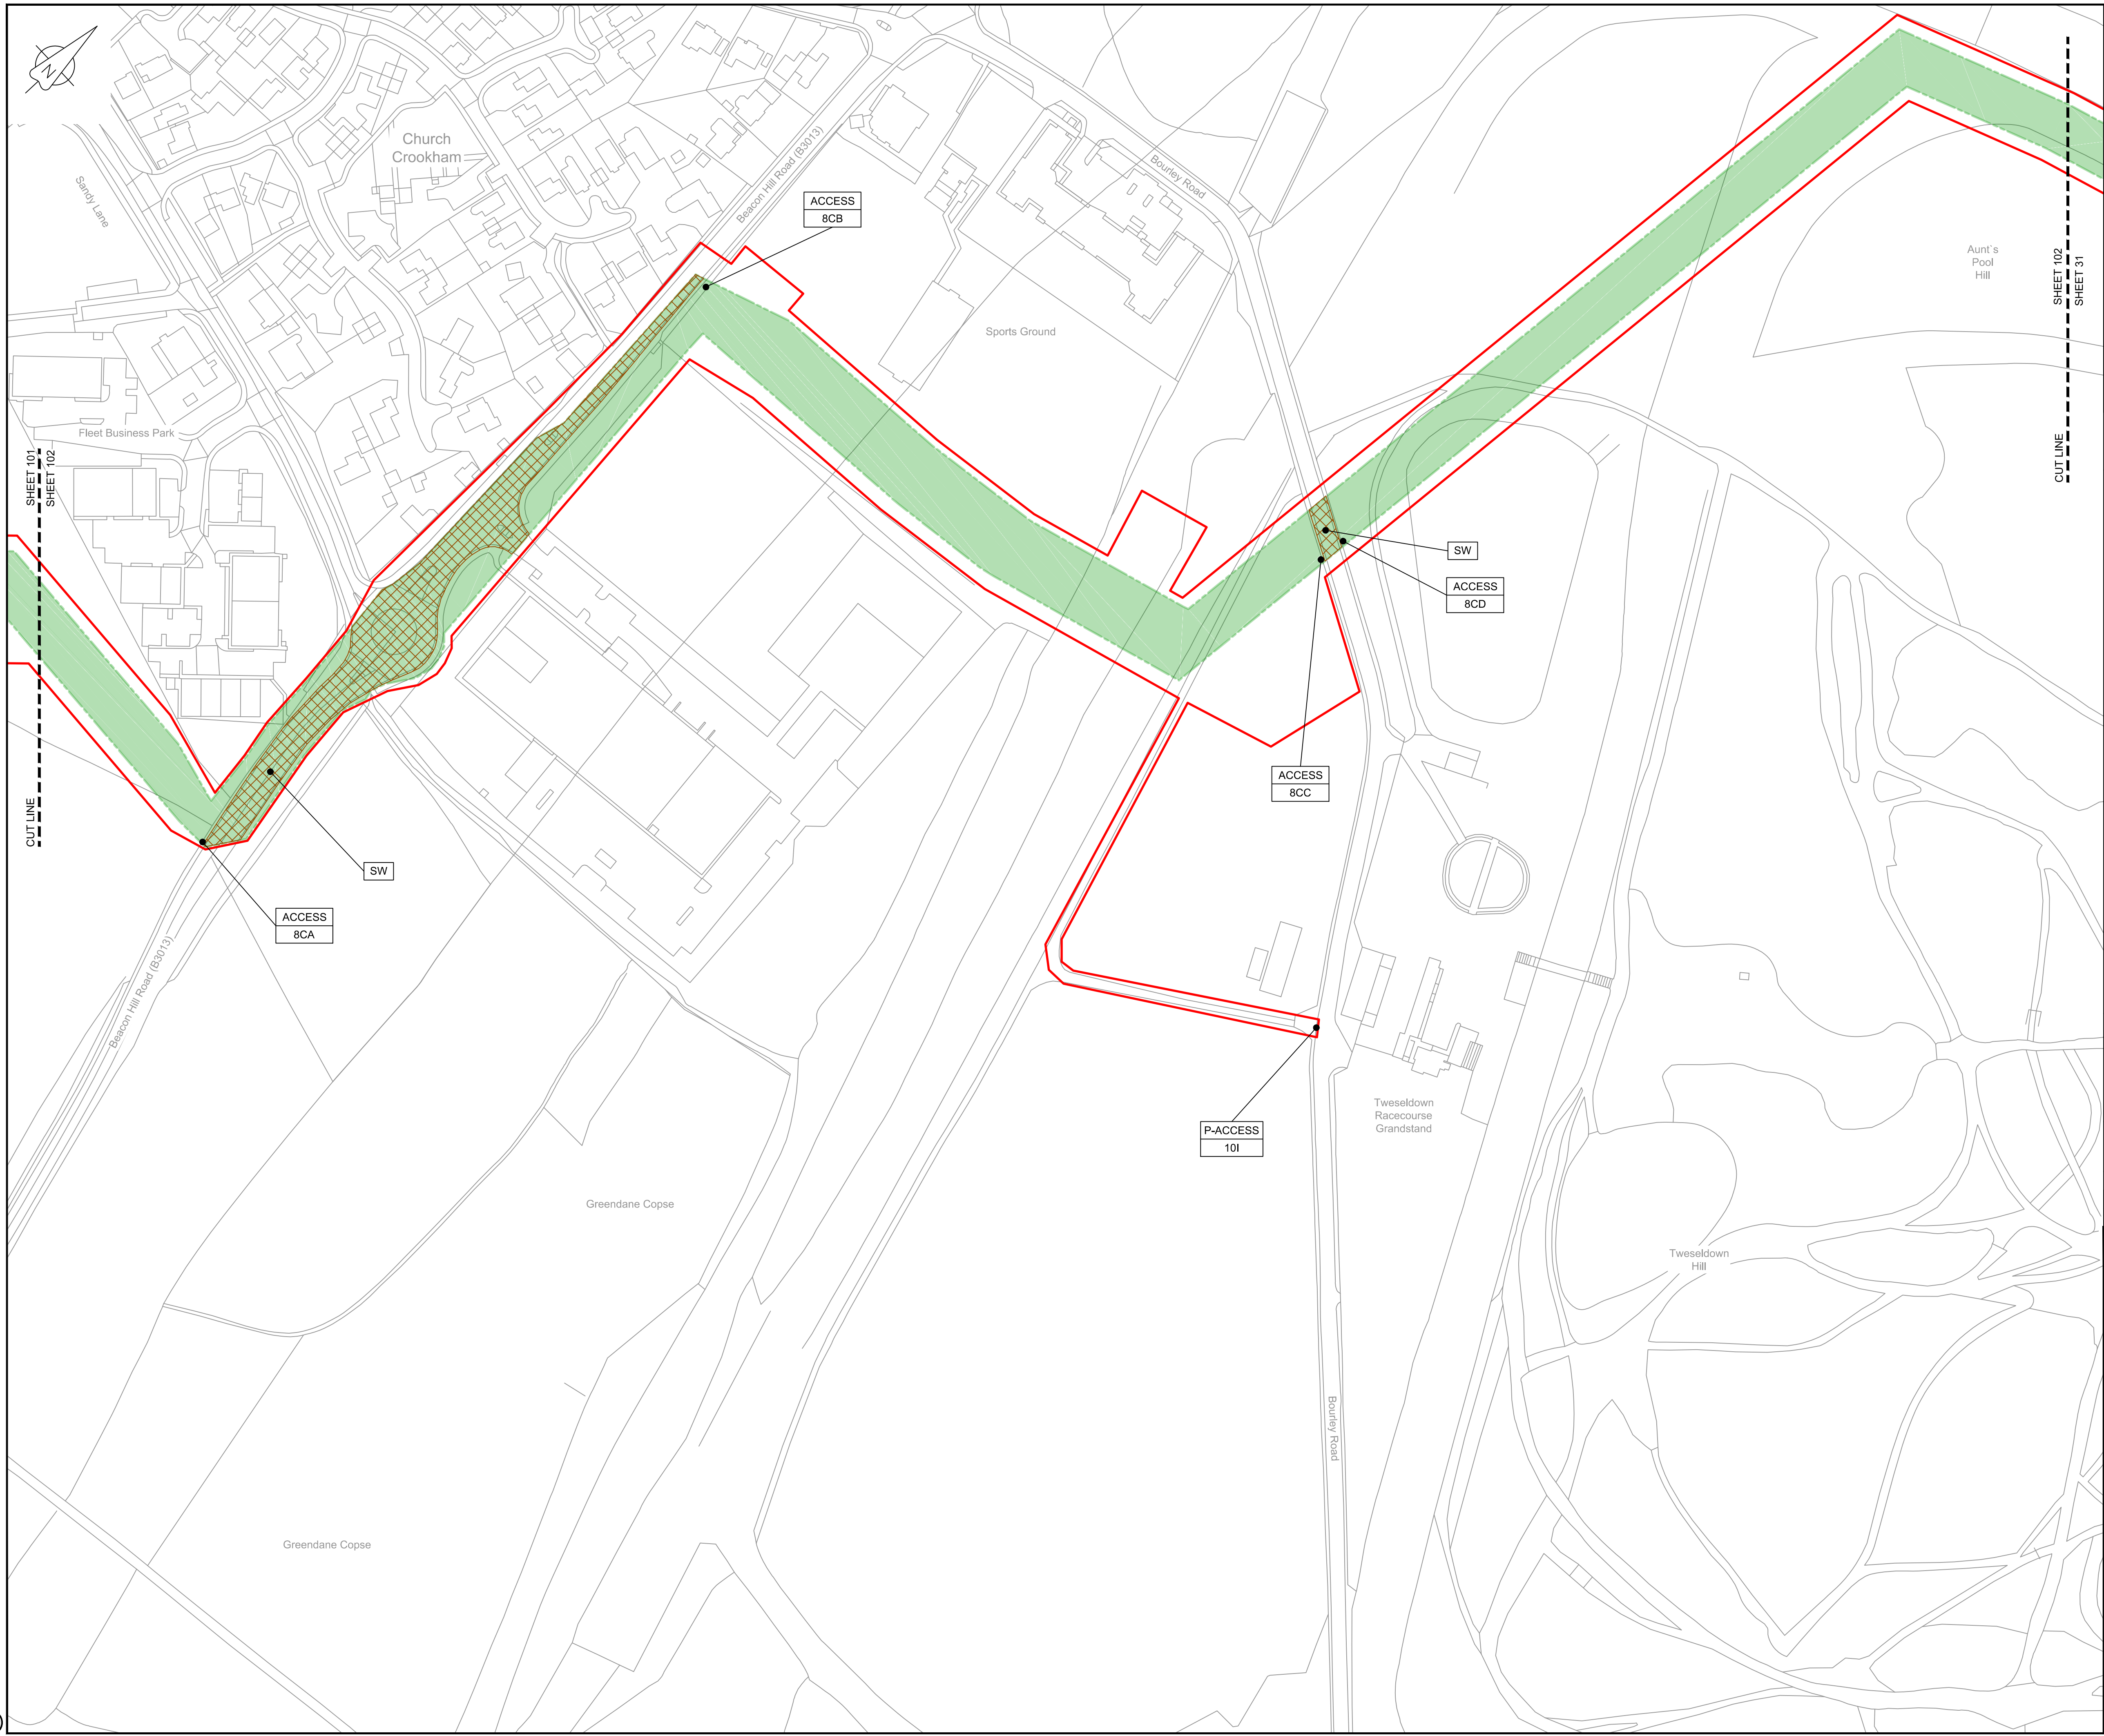 N
Church
Crookham
Sandy Lane
Beacon Hill Road (B3013)
Bourley Road
ACCESS
8CB
Aunt`s
Pool
Hill
SHEET 102
SHEET 31
CUT LINE
Sports Ground
Fleet Business Park
SHEET 101
SHEET 102
CUT LINE
SW
ACCESS
8CD
ACCESS
8CC
SW
ACCESS
8CA
Beacon Hill Road (B3013)
P-ACCESS
10I
Tweseldown
Racecourse
Grandstand
Greendane Copse
Tweseldown
Hill
Bourley Road
Greendane Copse